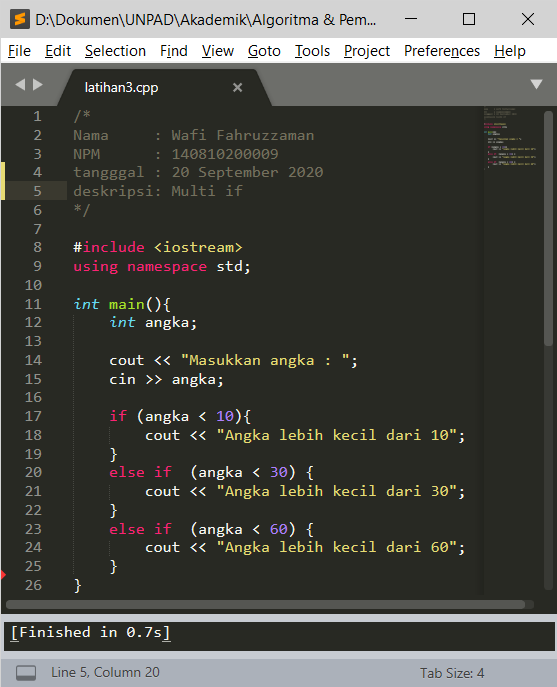 D:\Dokumen\UNPAD\Akademik\Algoritma & Pem...
File Edit Selection Find View Goto Tools Project Preferences Help
latihan3.cpp
1 /*
2 Nama     : Wafi Fahruzzaman
3 NPM      : 140810200009
4 tangggal : 20 September 2020
5 deskripsi: Multi if
6 */
7
8 #include <iostream>
9 using namespace std;
10
11 int main(){
12     int angka;
13
14     cout << "Masukkan angka : ";
15     cin >> angka;
16
17     if (angka < 10){
18         cout << "Angka lebih kecil dari 10";
19     }
20     else if  (angka < 30) {
21         cout << "Angka lebih kecil dari 30";
22     }
23     else if  (angka < 60) {
24         cout << "Angka lebih kecil dari 60";
25     }
26 }
[Finished in 0.7s]
Line 5, Column 20 Tab Size: 4